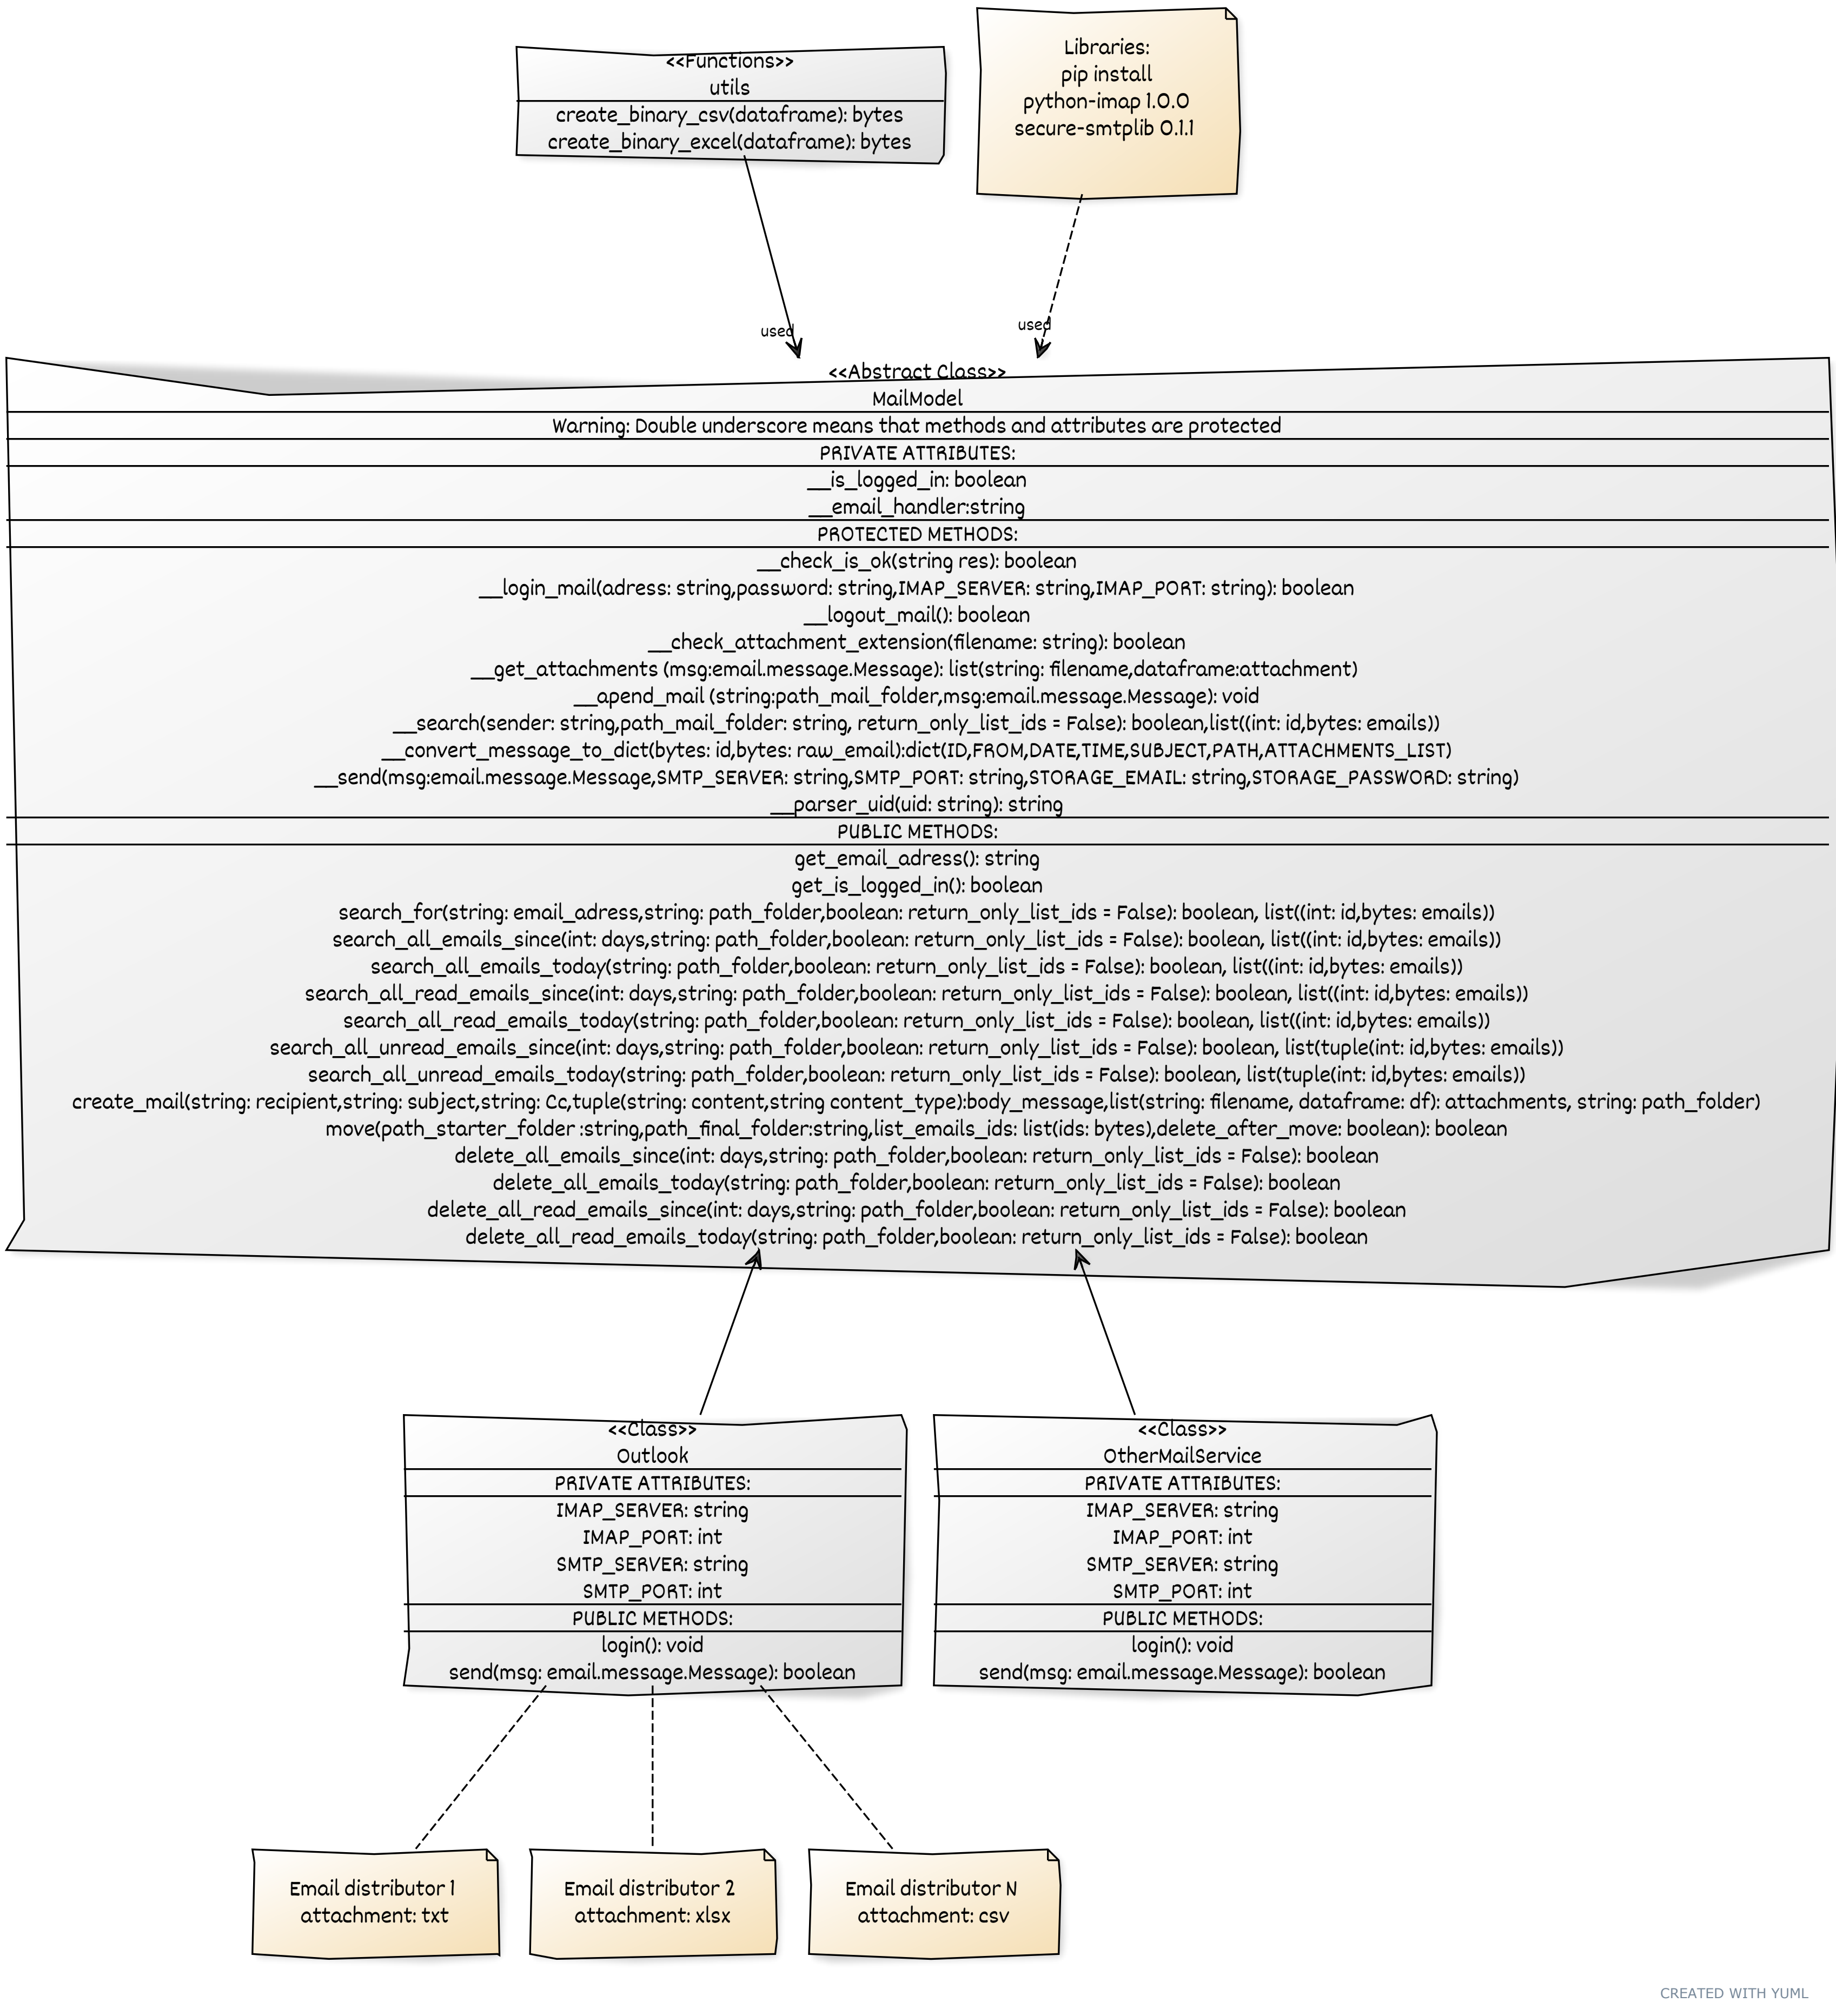 <<Functions>>
utils
create_binary_csv(dataframe): bytes
create_binary_excel(dataframe): bytes
Libraries:
pip install
python-imap 1.0.0
secure-smtplib 0.1.1
used
used
<<Abstract Class>>
MailModel
Warning: Double underscore means that methods and attributes are protected
PRIVATE ATTRIBUTES:
__is_logged_in: boolean
__email_handler:string
PROTECTED METHODS:
__check_is_ok(string res): boolean
__login_mail(adress: string,password: string,IMAP_SERVER: string,IMAP_PORT: string): boolean
__logout_mail(): boolean
__check_attachment_extension(filename: string): boolean
__get_attachments (msg:email.message.Message): list(string: filename,dataframe:attachment)
__apend_mail (string:path_mail_folder,msg:email.message.Message): void
__search(sender: string,path_mail_folder: string, return_only_list_ids = False): boolean,list((int: id,bytes: emails))
__convert_message_to_dict(bytes: id,bytes: raw_email):dict(ID,FROM,DATE,TIME,SUBJECT,PATH,ATTACHMENTS_LIST)
__send(msg:email.message.Message,SMTP_SERVER: string,SMTP_PORT: string,STORAGE_EMAIL: string,STORAGE_PASSWORD: string)
__parser_uid(uid: string): string
PUBLIC METHODS:
get_email_adress(): string
get_is_logged_in(): boolean
search_for(string: email_adress,string: path_folder,boolean: return_only_list_ids = False): boolean, list((int: id,bytes: emails))
search_all_emails_since(int: days,string: path_folder,boolean: return_only_list_ids = False): boolean, list((int: id,bytes: emails))
search_all_emails_today(string: path_folder,boolean: return_only_list_ids = False): boolean, list((int: id,bytes: emails))
search_all_read_emails_since(int: days,string: path_folder,boolean: return_only_list_ids = False): boolean, list((int: id,bytes: emails))
search_all_read_emails_today(string: path_folder,boolean: return_only_list_ids = False): boolean, list((int: id,bytes: emails))
search_all_unread_emails_since(int: days,string: path_folder,boolean: return_only_list_ids = False): boolean, list(tuple(int: id,bytes: emails))
search_all_unread_emails_today(string: path_folder,boolean: return_only_list_ids = False): boolean, list(tuple(int: id,bytes: emails))
create_mail(string: recipient,string: subject,string: Cc,tuple(string: content,string content_type):body_message,list(string: filename, dataframe: df): attachments, string: path_folder)
move(path_starter_folder :string,path_final_folder:string,list_emails_ids: list(ids: bytes),delete_after_move: boolean): boolean
delete_all_emails_since(int: days,string: path_folder,boolean: return_only_list_ids = False): boolean
delete_all_emails_today(string: path_folder,boolean: return_only_list_ids = False): boolean
delete_all_read_emails_since(int: days,string: path_folder,boolean: return_only_list_ids = False): boolean
delete_all_read_emails_today(string: path_folder,boolean: return_only_list_ids = False): boolean
<<Class>>
Outlook
PRIVATE ATTRIBUTES:
IMAP_SERVER: string
IMAP_PORT: int
SMTP_SERVER: string
SMTP_PORT: int
PUBLIC METHODS:
login(): void
send(msg: email.message.Message): boolean
<<Class>>
OtherMailService
PRIVATE ATTRIBUTES:
IMAP_SERVER: string
IMAP_PORT: int
SMTP_SERVER: string
SMTP_PORT: int
PUBLIC METHODS:
login(): void
send(msg: email.message.Message): boolean
Email distributor 1
attachment: txt
Email distributor 2
attachment: xlsx
Email distributor N
attachment: csv
CREATED WITH YUML